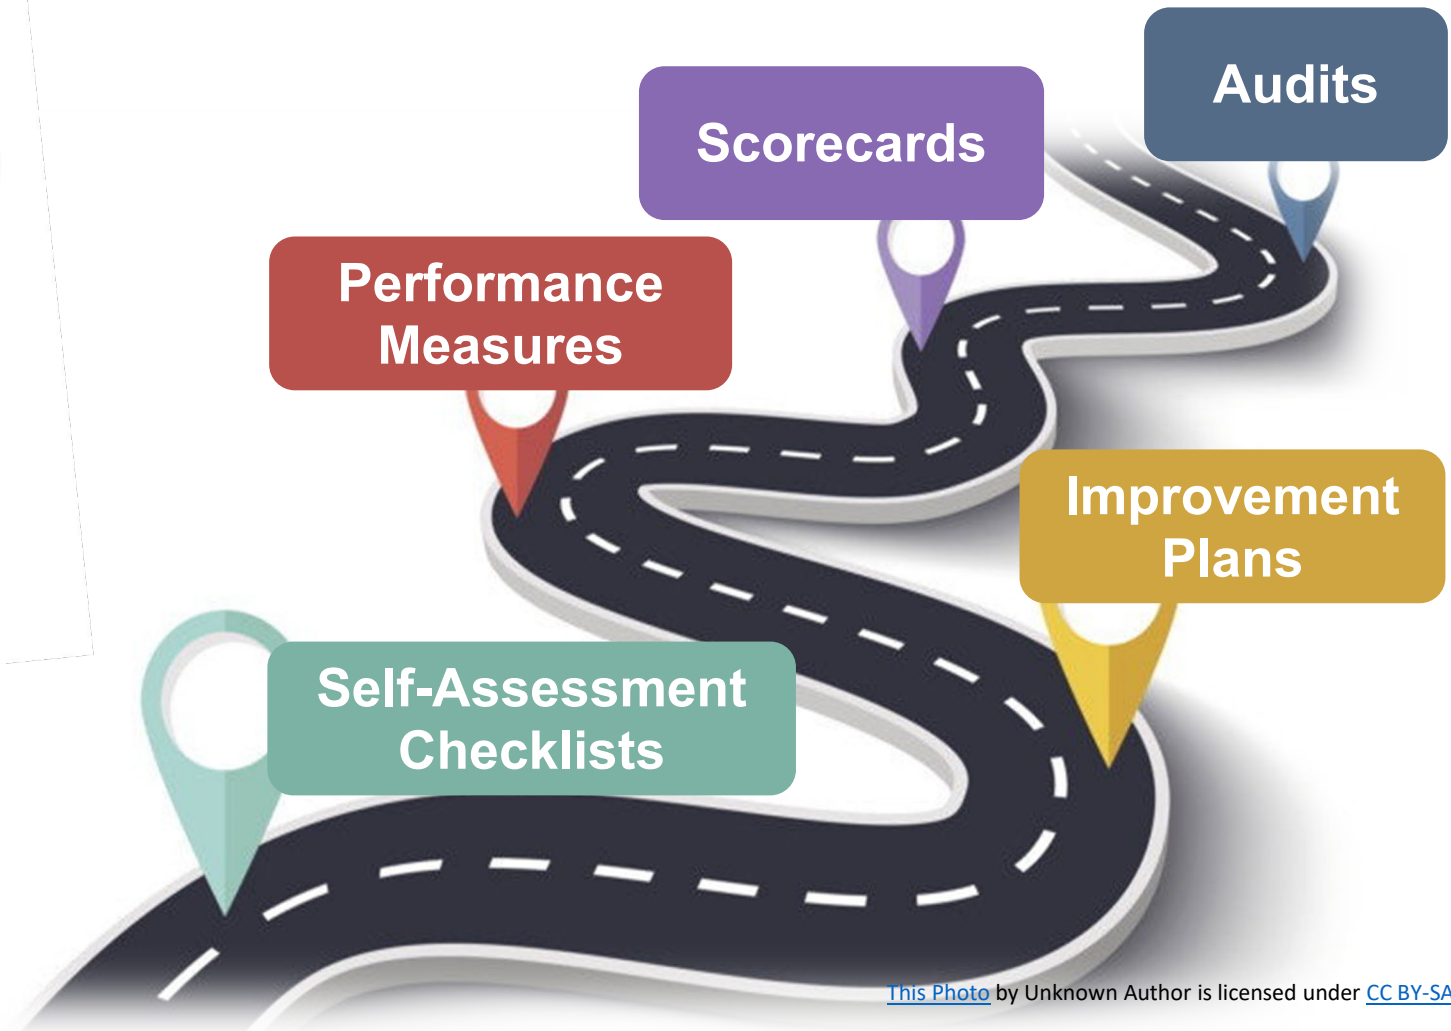 Audits
Scorecards
Performance
Measures
Improvement
Plans
Self-Assessment
Checklists
This Photo by Unknown Author is licensed under CC BY-SA